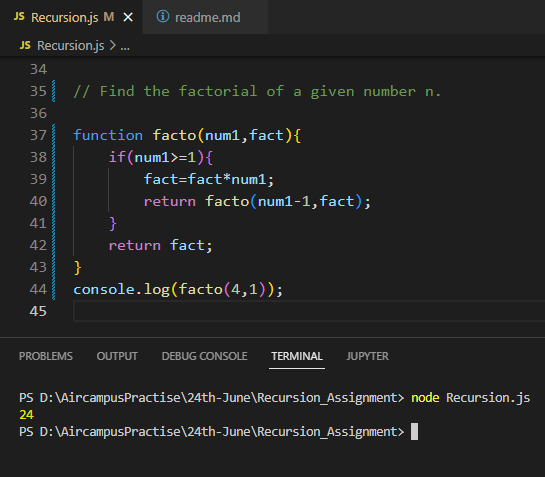 JS Recursion.js M × ⓘ readme.md
JS Recursion.js > ...
34
35 // Find the factorial of a given number n.
36
37 function facto(num1,fact){
38     if(num1>=1){
39         fact=fact*num1;
40         return facto(num1-1,fact);
41     }
42     return fact;
43 }
44 console.log(facto(4,1));
45
PROBLEMS OUTPUT DEBUG CONSOLE TERMINAL JUPYTER
PS D:\AircampusPractise\24th-June\Recursion_Assignment> node Recursion.js
24
PS D:\AircampusPractise\24th-June\Recursion_Assignment>